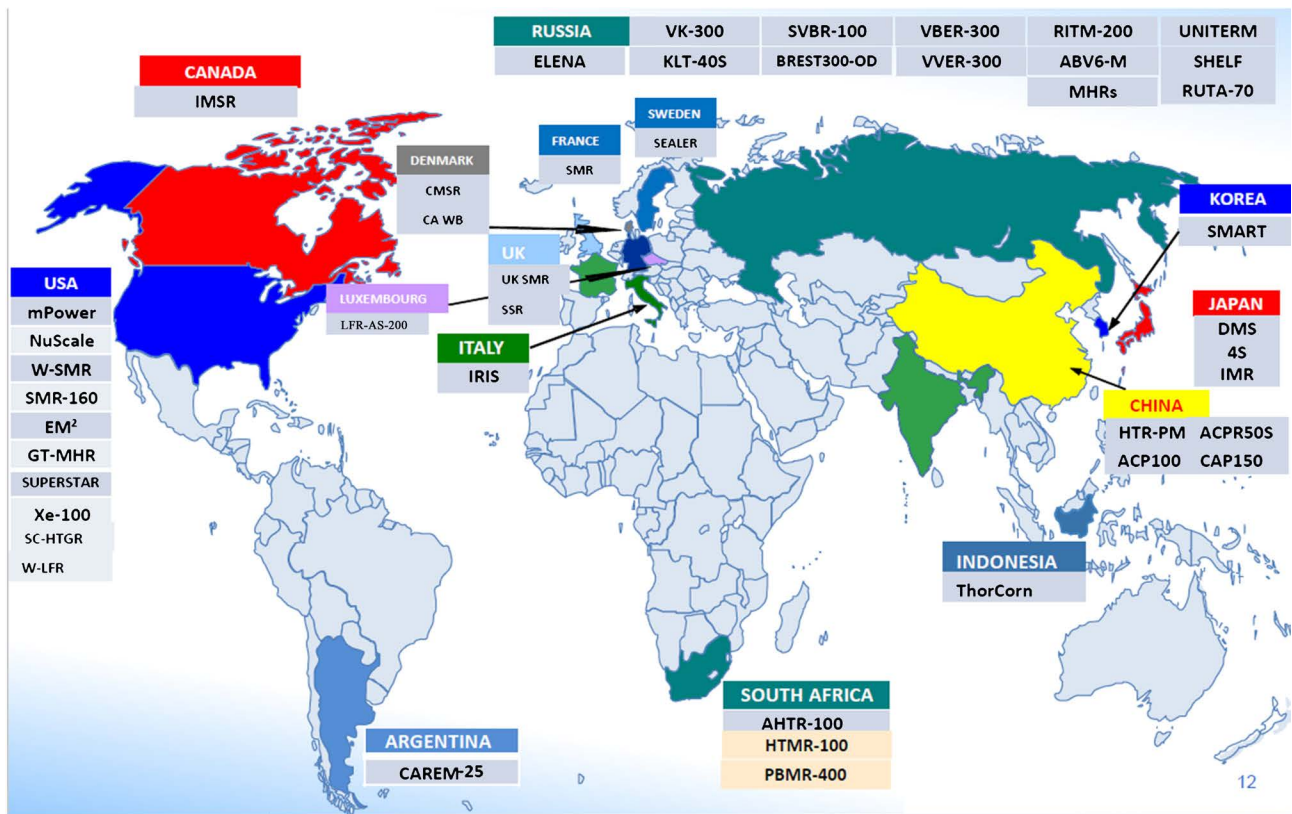 RUSSIA VK-300 SVBR-100 VBER-300 RITM-200 UNITERM
ELENA KLT-40S BREST300-OD VVER-300 ABV6-M SHELF
MHRs RUTA-70
CANADA
IMSR
SWEDEN
SEALER
FRANCE
SMR
DENMARK
CMSR
CA WB
KOREA
SMART
UK
UK SMR
SSR
USA
mPower
NuScale
W-SMR
SMR-160
EM²
GT-MHR
SUPERSTAR
Xe-100
SC-HTGR
W-LFR
LUXEMBOURG
LFR-AS-200
JAPAN
DMS
4S
IMR
ITALY
IRIS
CHINA
HTR-PM ACPR50S
ACP100 CAP150
INDONESIA
ThorCorn
SOUTH AFRICA
AHTR-100
HTMR-100
PBMR-400
ARGENTINA
CAREM-25
12